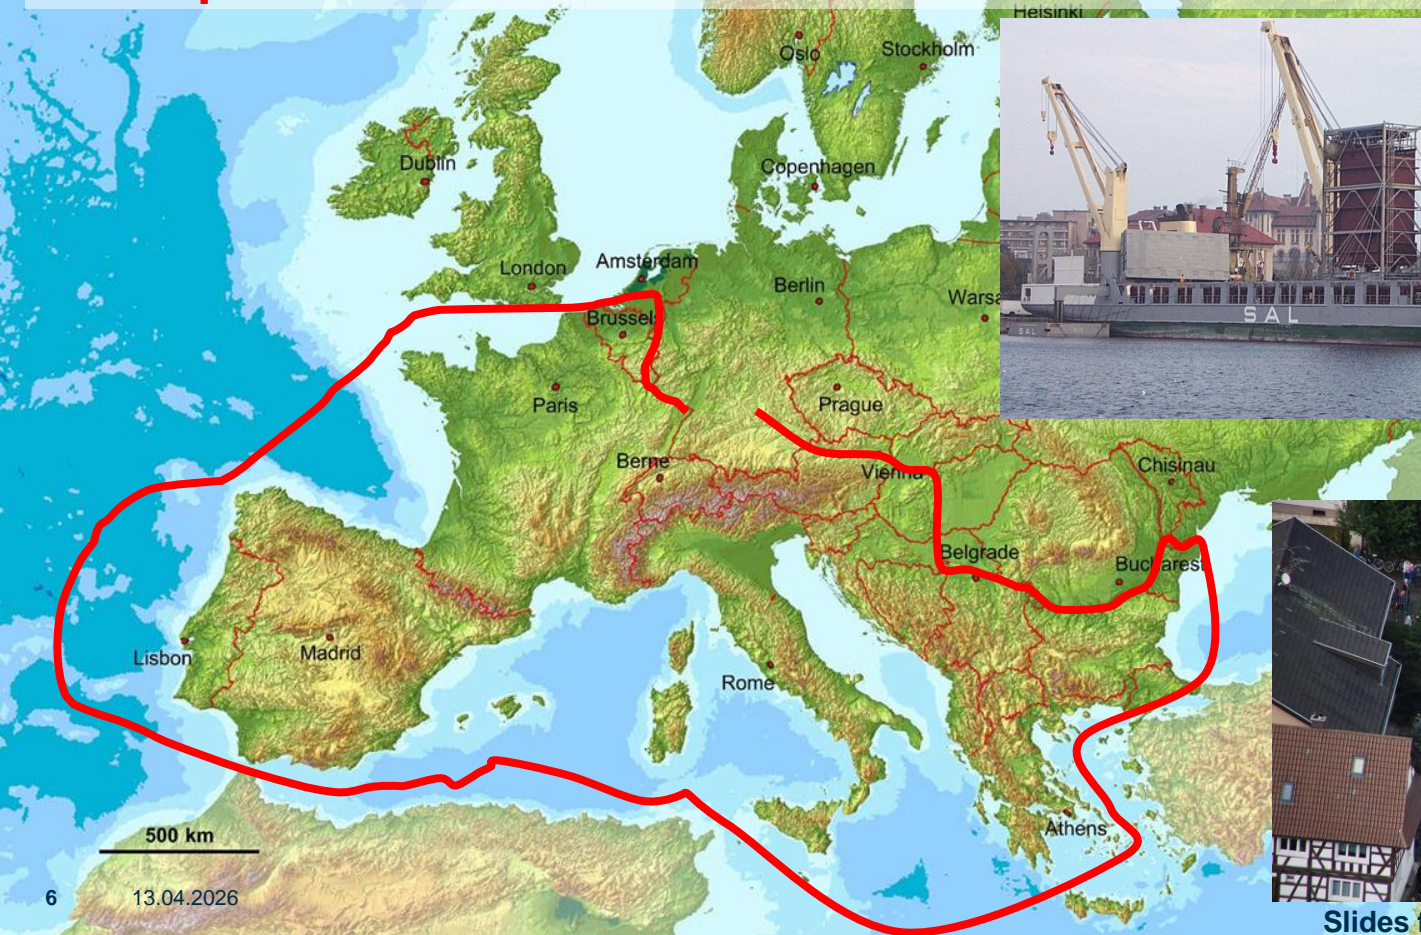 Helsinki
Oslo
Stockholm
Dublin
Copenhagen
London
Amsterdam
Berlin
Brussels
SAL
SAL
Paris
Prague
Berne
Vienna
Chisinau
Belgrade
Bucharest
Lisbon
Madrid
Rome
Athens
500 km
6
13.04.2026
Slides